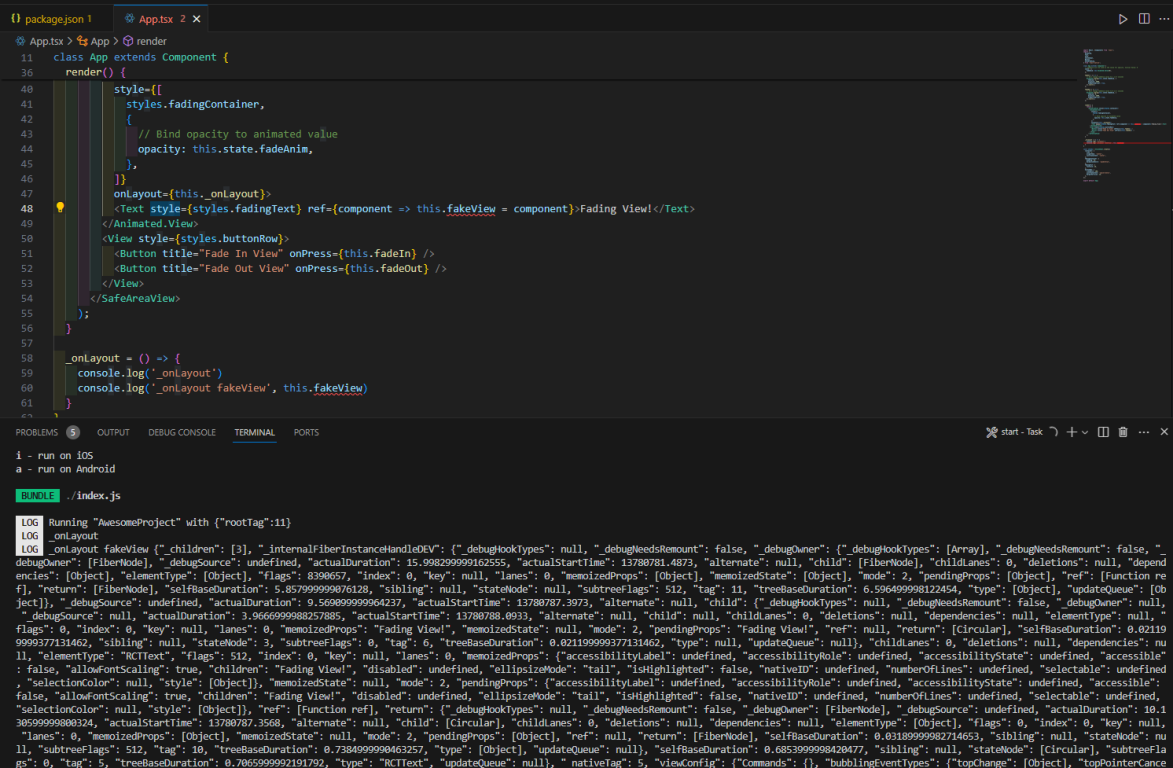 package.json 1
App.tsx 2
App.tsx > App > render
11 class App extends Component {
36 render() {
40 style={[
41 styles.fadingContainer,
42 {
43 // Bind opacity to animated value
44 opacity: this.state.fadeAnim,
45 },
46 ]}
47 onLayout={this._onLayout}>
48 <Text style={styles.fadingText} ref={component => this.fakeView = component}>Fading View!</Text>
49 </Animated.View>
50 <View style={styles.buttonRow}>
51 <Button title="Fade In View" onPress={this.fadeIn} />
52 <Button title="Fade Out View" onPress={this.fadeOut} />
53 </View>
54 </SafeAreaView>
55 );
56 }
57
58 _onLayout = () => {
59 console.log('_onLayout')
60 console.log('_onLayout fakeView', this.fakeView)
61 }
PROBLEMS 5 OUTPUT DEBUG CONSOLE TERMINAL PORTS start - Task
i - run on iOS
a - run on Android
BUNDLE ./index.js
LOG Running "AwesomeProject" with {"rootTag":11}
LOG _onLayout
LOG _onLayout fakeView {"_children": [3], "_internalFiberInstanceHandleDEV": {"_debugHookTypes": null, "_debugNeedsRemount": false, "_debugOwner": {"_debugHookTypes": [Array], "_debugNeedsRemount": false, "_d
ebugOwner": [FiberNode], "_debugSource": undefined, "actualDuration": 15.998299999162555, "actualStartTime": 13780781.4873, "alternate": null, "child": [FiberNode], "childLanes": 0, "deletions": null, "depend
encies": [Object], "elementType": [Object], "flags": 8390657, "index": 0, "key": null, "lanes": 0, "memoizedProps": [Object], "memoizedState": [Object], "mode": 2, "pendingProps": [Object], "ref": [Function re
f], "return": [FiberNode], "selfBaseDuration": 5.857999999076128, "sibling": null, "stateNode": null, "subtreeFlags": 512, "tag": 11, "treeBaseDuration": 6.596499998122454, "type": [Object], "updateQueue": [Ob
ject]}, "_debugSource": undefined, "actualDuration": 9.569099999964237, "actualStartTime": 13780787.3973, "alternate": null, "child": {"_debugHookTypes": null, "_debugNeedsRemount": false, "_debugOwner": null,
"_debugSource": null, "actualDuration": 3.9666999988257885, "actualStartTime": 13780788.0933, "alternate": null, "child": null, "childLanes": 0, "deletions": null, "dependencies": null, "elementType": null, "
flags": 0, "index": 0, "key": null, "lanes": 0, "memoizedProps": "Fading View!", "memoizedState": null, "mode": 2, "pendingProps": "Fading View!", "ref": null, "return": [Circular], "selfBaseDuration": 0.02119
9999377131462, "sibling": null, "stateNode": 3, "subtreeFlags": 0, "tag": 6, "treeBaseDuration": 0.021199999377131462, "type": null, "updateQueue": null}, "childLanes": 0, "deletions": null, "dependencies": nu
ll, "elementType": "RCTText", "flags": 512, "index": 0, "key": null, "lanes": 0, "memoizedProps": {"accessibilityLabel": undefined, "accessibilityRole": undefined, "accessibilityState": undefined, "accessible"
: false, "allowFontScaling": true, "children": "Fading View!", "disabled": undefined, "ellipsizeMode": "tail", "isHighlighted": false, "nativeID": undefined, "numberOfLines": undefined, "selectable": undefined
, "selectionColor": null, "style": [Object]}, "memoizedState": null, "mode": 2, "pendingProps": {"accessibilityLabel": undefined, "accessibilityRole": undefined, "accessibilityState": undefined, "accessible":
false, "allowFontScaling": true, "children": "Fading View!", "disabled": undefined, "ellipsizeMode": "tail", "isHighlighted": false, "nativeID": undefined, "numberOfLines": undefined, "selectable": undefined,
"selectionColor": null, "style": [Object]}, "ref": [Function ref], "return": {"_debugHookTypes": null, "_debugNeedsRemount": false, "_debugOwner": [FiberNode], "_debugSource": undefined, "actualDuration": 10.1
30599999800324, "actualStartTime": 13780787.3568, "alternate": null, "child": [Circular], "childLanes": 0, "deletions": null, "dependencies": null, "elementType": [Object], "flags": 0, "index": 0, "key": null,
"lanes": 0, "memoizedProps": [Object], "memoizedState": null, "mode": 2, "pendingProps": [Object], "ref": null, "return": [FiberNode], "selfBaseDuration": 0.03189999982714653, "sibling": null, "stateNode": nu
ll, "subtreeFlags": 512, "tag": 10, "treeBaseDuration": 0.7384999990463257, "type": [Object], "updateQueue": null}, "selfBaseDuration": 0.6853999998420477, "sibling": null, "stateNode": [Circular], "subtreeFla
gs": 0, "tag": 5, "treeBaseDuration": 0.7065999992191792, "type": "RCTText", "updateQueue": null}, "_nativeTag": 5, "viewConfig": {"Commands": {}, "bubblingEventTypes": {"topChange": [Object], "topPointerCance